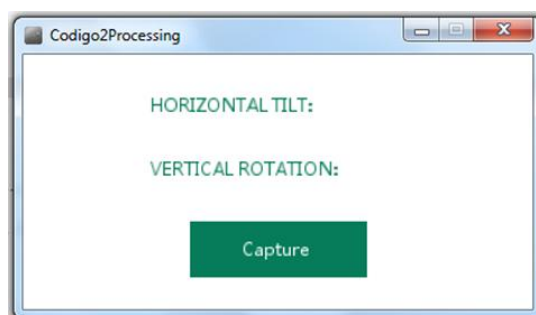 Codigo2Processing
HORIZONTAL TILT:
VERTICAL ROTATION:
Capture